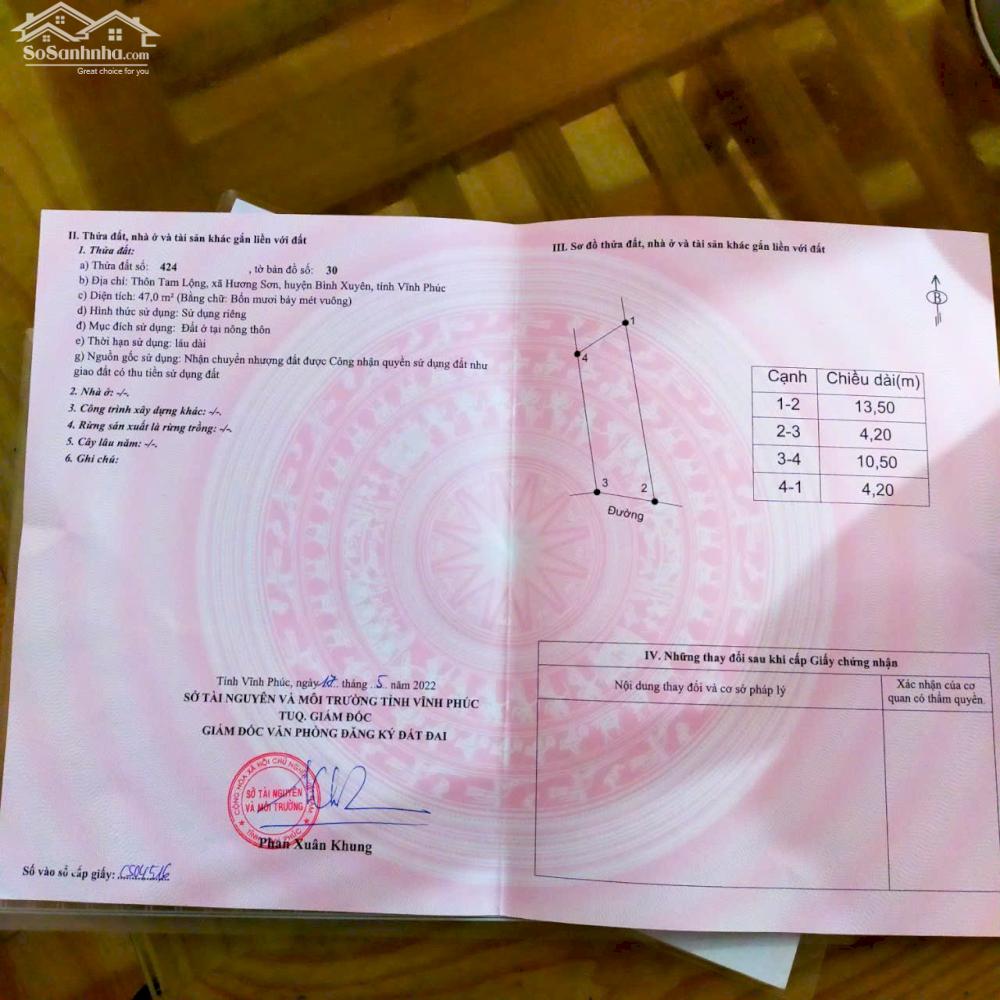 SoSanhnha.com
Great choice for you
II. Thửa đất, nhà ở và tài sản khác gắn liền với đất
1. Thửa đất:
a) Thửa đất số: 424 , tờ bản đồ số: 30
b) Địa chỉ: Thôn Tam Lộng, xã Hương Sơn, huyện Bình Xuyên, tỉnh Vĩnh Phúc
c) Diện tích: 47,0 m² (Bằng chữ: Bốn mươi bảy mét vuông)
d) Hình thức sử dụng: Sử dụng riêng
đ) Mục đích sử dụng: Đất ở tại nông thôn
e) Thời hạn sử dụng: lâu dài
g) Nguồn gốc sử dụng: Nhận chuyển nhượng đất được Công nhận quyền sử dụng đất như
giao đất có thu tiền sử dụng đất
2. Nhà ở: -/-.
3. Công trình xây dựng khác: -/-.
4. Rừng sản xuất là rừng trồng: -/-.
5. Cây lâu năm: -/-.
6. Ghi chú:
Tỉnh Vĩnh Phúc, ngày 17 tháng 5 năm 2022
SỞ TÀI NGUYÊN VÀ MÔI TRƯỜNG TỈNH VĨNH PHÚC
TUQ. GIÁM ĐỐC
GIÁM ĐỐC VĂN PHÒNG ĐĂNG KÝ ĐẤT ĐAI
CỘNG HÒA XÃ HỘI CHỦ NGHĨA
SỞ TÀI NGUYÊN
VÀ MÔI TRƯỜNG
Phan Xuân Khung
Số vào sổ cấp giấy: CS04516
III. Sơ đồ thửa đất, nhà ở và tài sản khác gắn liền với đất
B
1
4
3
2
Đường
Cạnh Chiều dài(m)
1-2 13,50
2-3 4,20
3-4 10,50
4-1 4,20
IV. Những thay đổi sau khi cấp Giấy chứng nhận
Nội dung thay đổi và cơ sở pháp lý
Xác nhận của cơ
quan có thẩm quyền